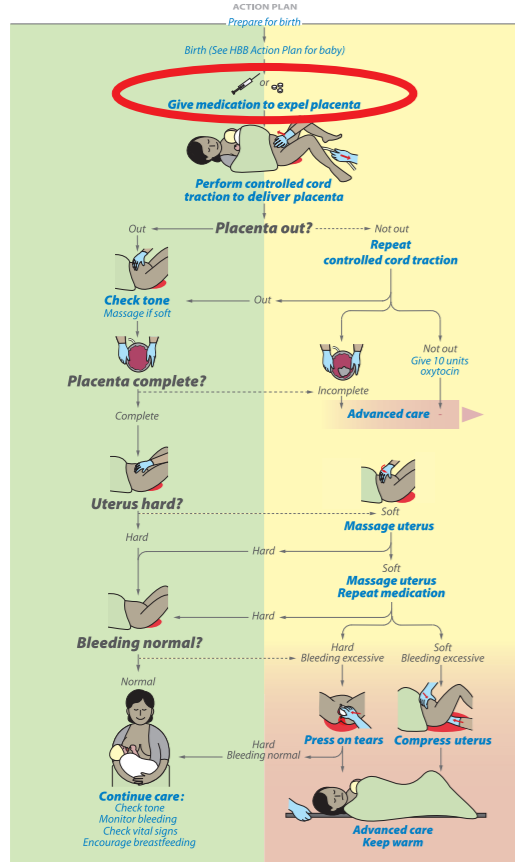 ACTION PLAN
Prepare for birth
Birth (See HBB Action Plan for baby)
or
Give medication to expel placenta
Perform controlled cord
traction to deliver placenta
Out
Placenta out?
Not out
Repeat
controlled cord traction
Out
Check tone
Massage if soft
Not out
Give 10 units
oxytocin
Placenta complete?
Incomplete
Complete
Advanced care
Uterus hard?
Soft
Massage uterus
Hard
Hard
Soft
Massage uterus
Repeat medication
Hard
Bleeding normal?
Hard
Bleeding excessive
Soft
Bleeding excessive
Normal
Press on tears
Compress uterus
Hard
Bleeding normal
Continue care:
Check tone
Monitor bleeding
Check vital signs
Encourage breastfeeding
Advanced care
Keep warm